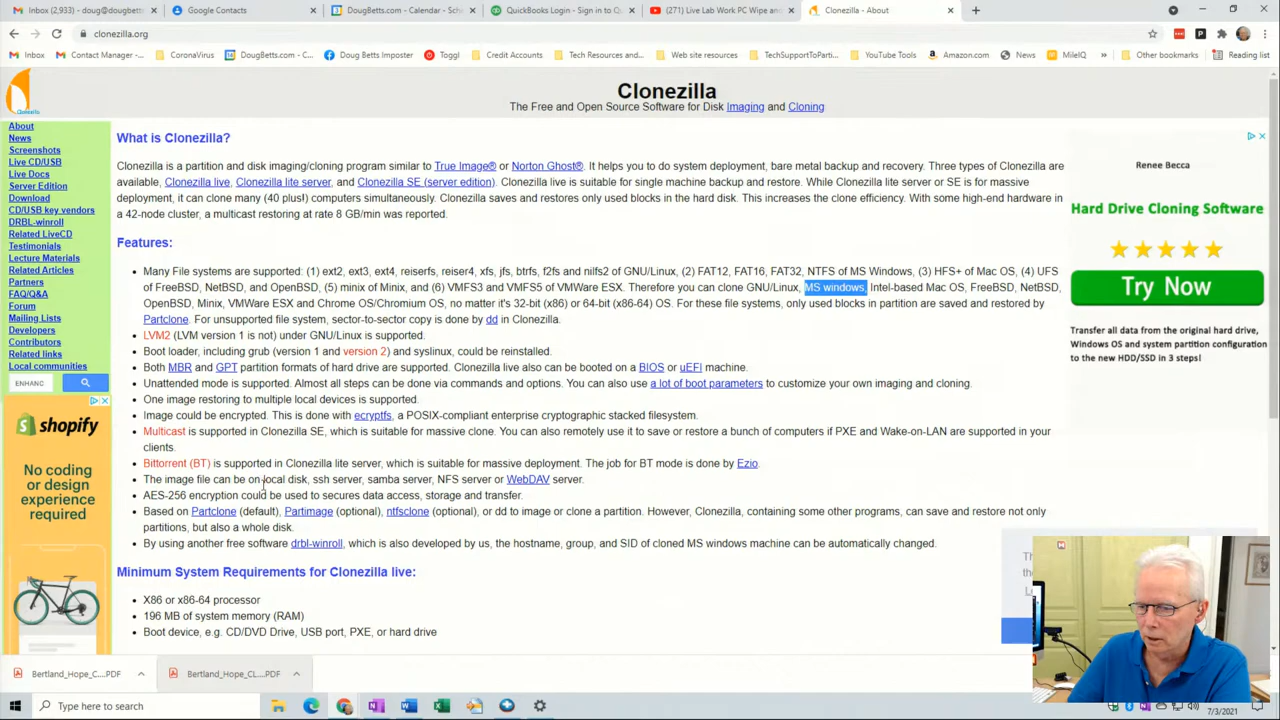 Inbox (2,933) - doug@dougbetts
Google Contacts
DougBetts.com - Calendar - Sch
QuickBooks Login - Sign in to Qu
(271) Live Lab Work PC Wipe an
Clonezilla - About
clonezilla.org
Inbox
Contact Manager -...
CoronaVirus
DougBetts.com - C...
Doug Betts Imposter
Toggl
Credit Accounts
Tech Resources and...
Web site resources
TechSupportToParti...
YouTube Tools
Amazon.com
News
MileIQ
»
Other bookmarks
Reading list
Clonezilla
Clonezilla
The Free and Open Source Software for Disk Imaging and Cloning
About
News
Screenshots
Live CD/USB
Live Docs
Server Edition
Download
CD/USB key vendors
DRBL-winroll
Related LiveCD
Testimonials
Lecture Materials
Related Articles
Partners
FAQ/Q&A
Forum
Mailing Lists
Developers
Contributors
Related links
Local communities
ENHANC
shopify
No coding
or design
experience
required
What is Clonezilla?
Clonezilla is a partition and disk imaging/cloning program similar to True Image® or Norton Ghost®. It helps you to do system deployment, bare metal backup and recovery. Three types of Clonezilla are
available, Clonezilla live, Clonezilla lite server, and Clonezilla SE (server edition). Clonezilla live is suitable for single machine backup and restore. While Clonezilla lite server or SE is for massive
deployment, it can clone many (40 plus!) computers simultaneously. Clonezilla saves and restores only used blocks in the hard disk. This increases the clone efficiency. With some high-end hardware in
a 42-node cluster, a multicast restoring at rate 8 GB/min was reported.
Features:
Many File systems are supported: (1) ext2, ext3, ext4, reiserfs, reiser4, xfs, jfs, btrfs, f2fs and nilfs2 of GNU/Linux, (2) FAT12, FAT16, FAT32, NTFS of MS Windows, (3) HFS+ of Mac OS, (4) UFS
of FreeBSD, NetBSD, and OpenBSD, (5) minix of Minix, and (6) VMFS3 and VMFS5 of VMWare ESX. Therefore you can clone GNU/Linux, MS windows, Intel-based Mac OS, FreeBSD, NetBSD,
OpenBSD, Minix, VMWare ESX and Chrome OS/Chromium OS, no matter it's 32-bit (x86) or 64-bit (x86-64) OS. For these file systems, only used blocks in partition are saved and restored by
Partclone. For unsupported file system, sector-to-sector copy is done by dd in Clonezilla.
LVM2 (LVM version 1 is not) under GNU/Linux is supported.
Boot loader, including grub (version 1 and version 2) and syslinux, could be reinstalled.
Both MBR and GPT partition formats of hard drive are supported. Clonezilla live also can be booted on a BIOS or uEFI machine.
Unattended mode is supported. Almost all steps can be done via commands and options. You can also use a lot of boot parameters to customize your own imaging and cloning.
One image restoring to multiple local devices is supported.
Image could be encrypted. This is done with ecryptfs, a POSIX-compliant enterprise cryptographic stacked filesystem.
Multicast is supported in Clonezilla SE, which is suitable for massive clone. You can also remotely use it to save or restore a bunch of computers if PXE and Wake-on-LAN are supported in your
clients.
Bittorrent (BT) is supported in Clonezilla lite server, which is suitable for massive deployment. The job for BT mode is done by Ezio.
The image file can be on local disk, ssh server, samba server, NFS server or WebDAV server.
AES-256 encryption could be used to secures data access, storage and transfer.
Based on Partclone (default), Partimage (optional), ntfsclone (optional), or dd to image or clone a partition. However, Clonezilla, containing some other programs, can save and restore not only
partitions, but also a whole disk.
By using another free software drbl-winroll, which is also developed by us, the hostname, group, and SID of cloned MS windows machine can be automatically changed.
Minimum System Requirements for Clonezilla live:
X86 or x86-64 processor
196 MB of system memory (RAM)
Boot device, e.g. CD/DVD Drive, USB port, PXE, or hard drive
Renee Becca
Hard Drive Cloning Software
Try Now
Transfer all data from the original hard drive,
Windows OS and system partition configuration
to the new HDD/SSD in 3 steps!
Bertland_Hope_C....PDF
Bertland_Hope_CL....PDF
Type here to search
7/3/2021